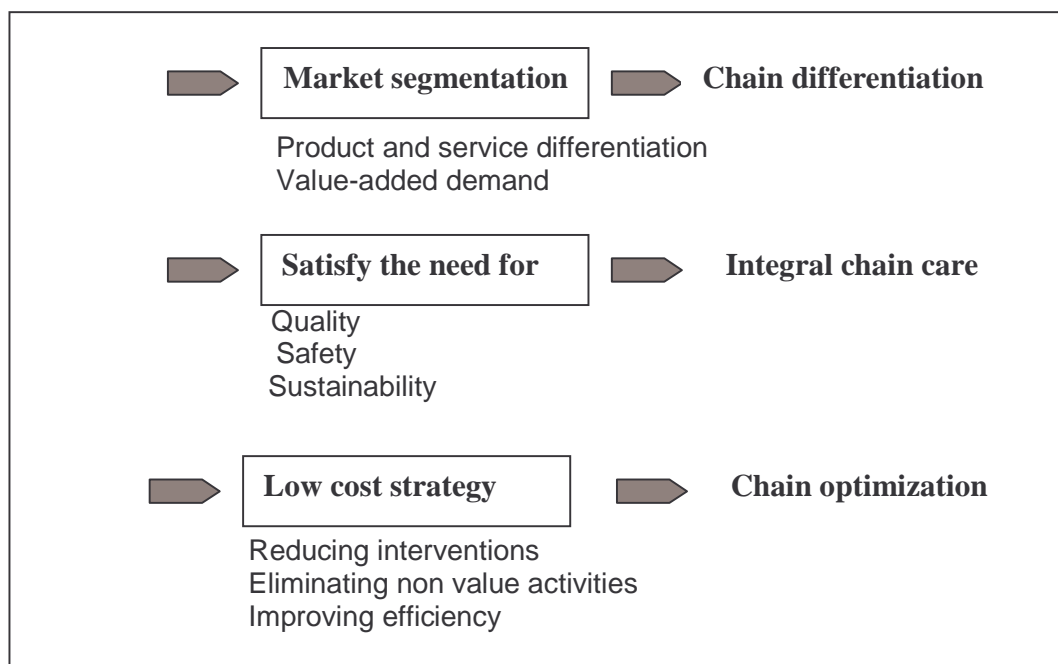 Market segmentation Chain differentiation
Product and service differentiation
Value-added demand
Satisfy the need for Integral chain care
Quality
Safety
Sustainability
Low cost strategy Chain optimization
Reducing interventions
Eliminating non value activities
Improving efficiency